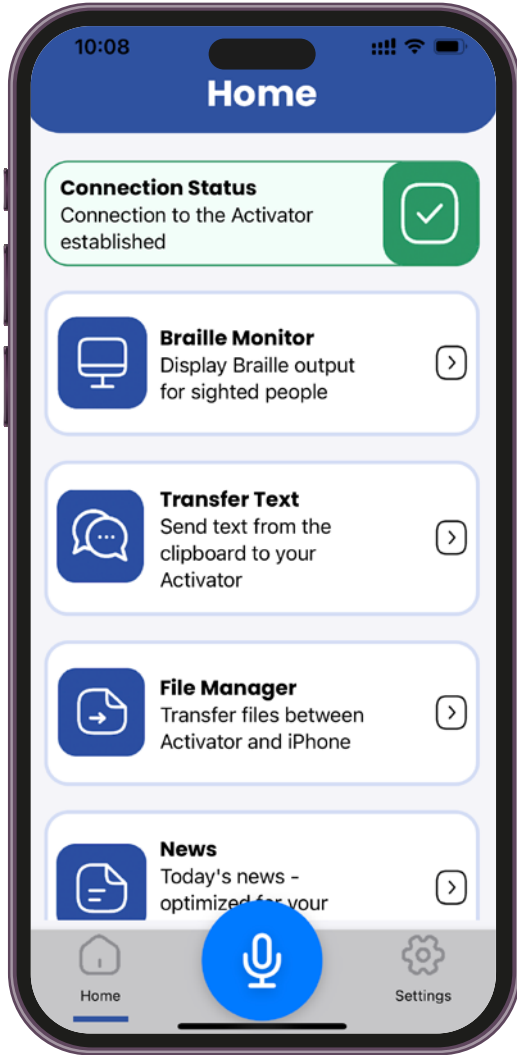 10:08
Home
Connection Status
Connection to the Activator
established
Braille Monitor
Display Braille output
for sighted people
Transfer Text
Send text from the
clipboard to your
Activator
File Manager
Transfer files between
Activator and iPhone
News
Today's news -
optimized for your
Home
Settings